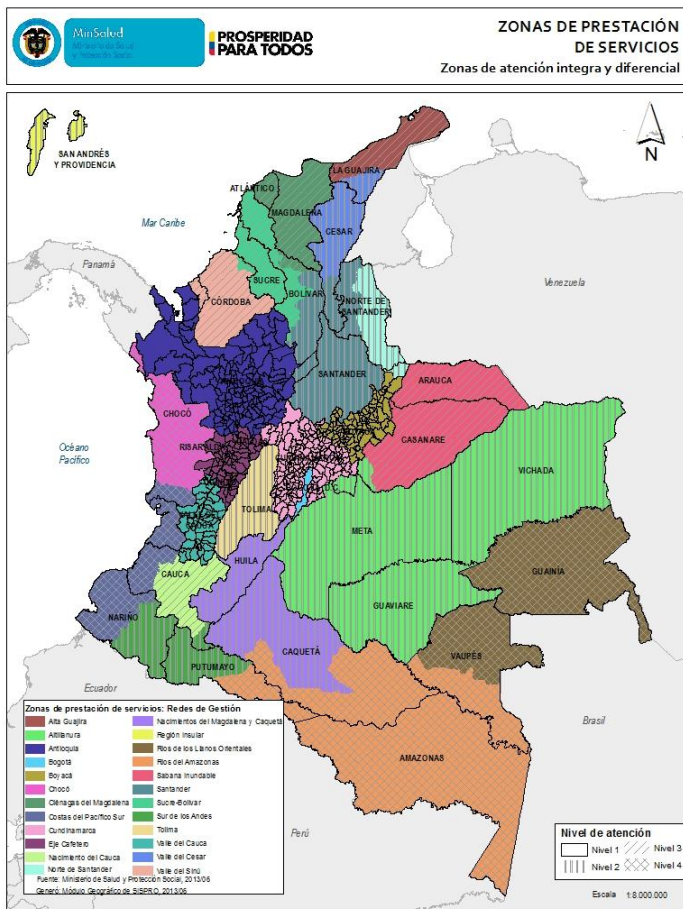 MinSalud
Ministerio de Salud
y Protección Social
PROSPERIDAD
PARA TODOS
ZONAS DE PRESTACIÓN
DE SERVICIOS
Zonas de atención integra y diferencial
SAN ANDRÉS
Y PROVIDENCIA
N
LA GUAJIRA
ATLÁNTICO
MAGDALENA
CESAR
Mar Caribe
Panamá
Venezuela
SUCRE
BOLÍVAR
NORTE DE
SANTANDER
CÓRDOBA
SANTANDER
ARAUCA
CHOCÓ
CASANARE
RISARALDA
Océano
Pacífico
VICHADA
TOLIMA
META
HUILA
GUAINÍA
CAUCA
GUAVIARE
NARIÑO
VAUPÉS
CAQUETÁ
PUTUMAYO
Ecuador
Brasil
AMAZONAS
Perú
Zonas de prestación de servicios: Redes de Gestión
Alta Guajira
Altillanura
Antioquia
Bogotá
Boyacá
Chocó
Ciénagas del Magdalena
Costas del Pacífico Sur
Cundinamarca
Eje Cafetero
Nacimiento del Cauca
Norte de Santander
Nacimientos del Magdalena y Caquetá
Región Insular
Rios de los Llanos Orientales
Rios del Amazonas
Sabana Inundable
Santander
Sucre-Bolivar
Sur de los Andes
Tolima
Valle del Cauca
Valle del Cesar
Valle del Sinú
Fuente: Ministerio de Salud y Protección Social, 2013/06
Generó: Módulo Geográfico de SISPRO, 2013/06
Nivel de atención
Nivel 1
Nivel 3
Nivel 2
Nivel 4
Escala 1:8.000.000